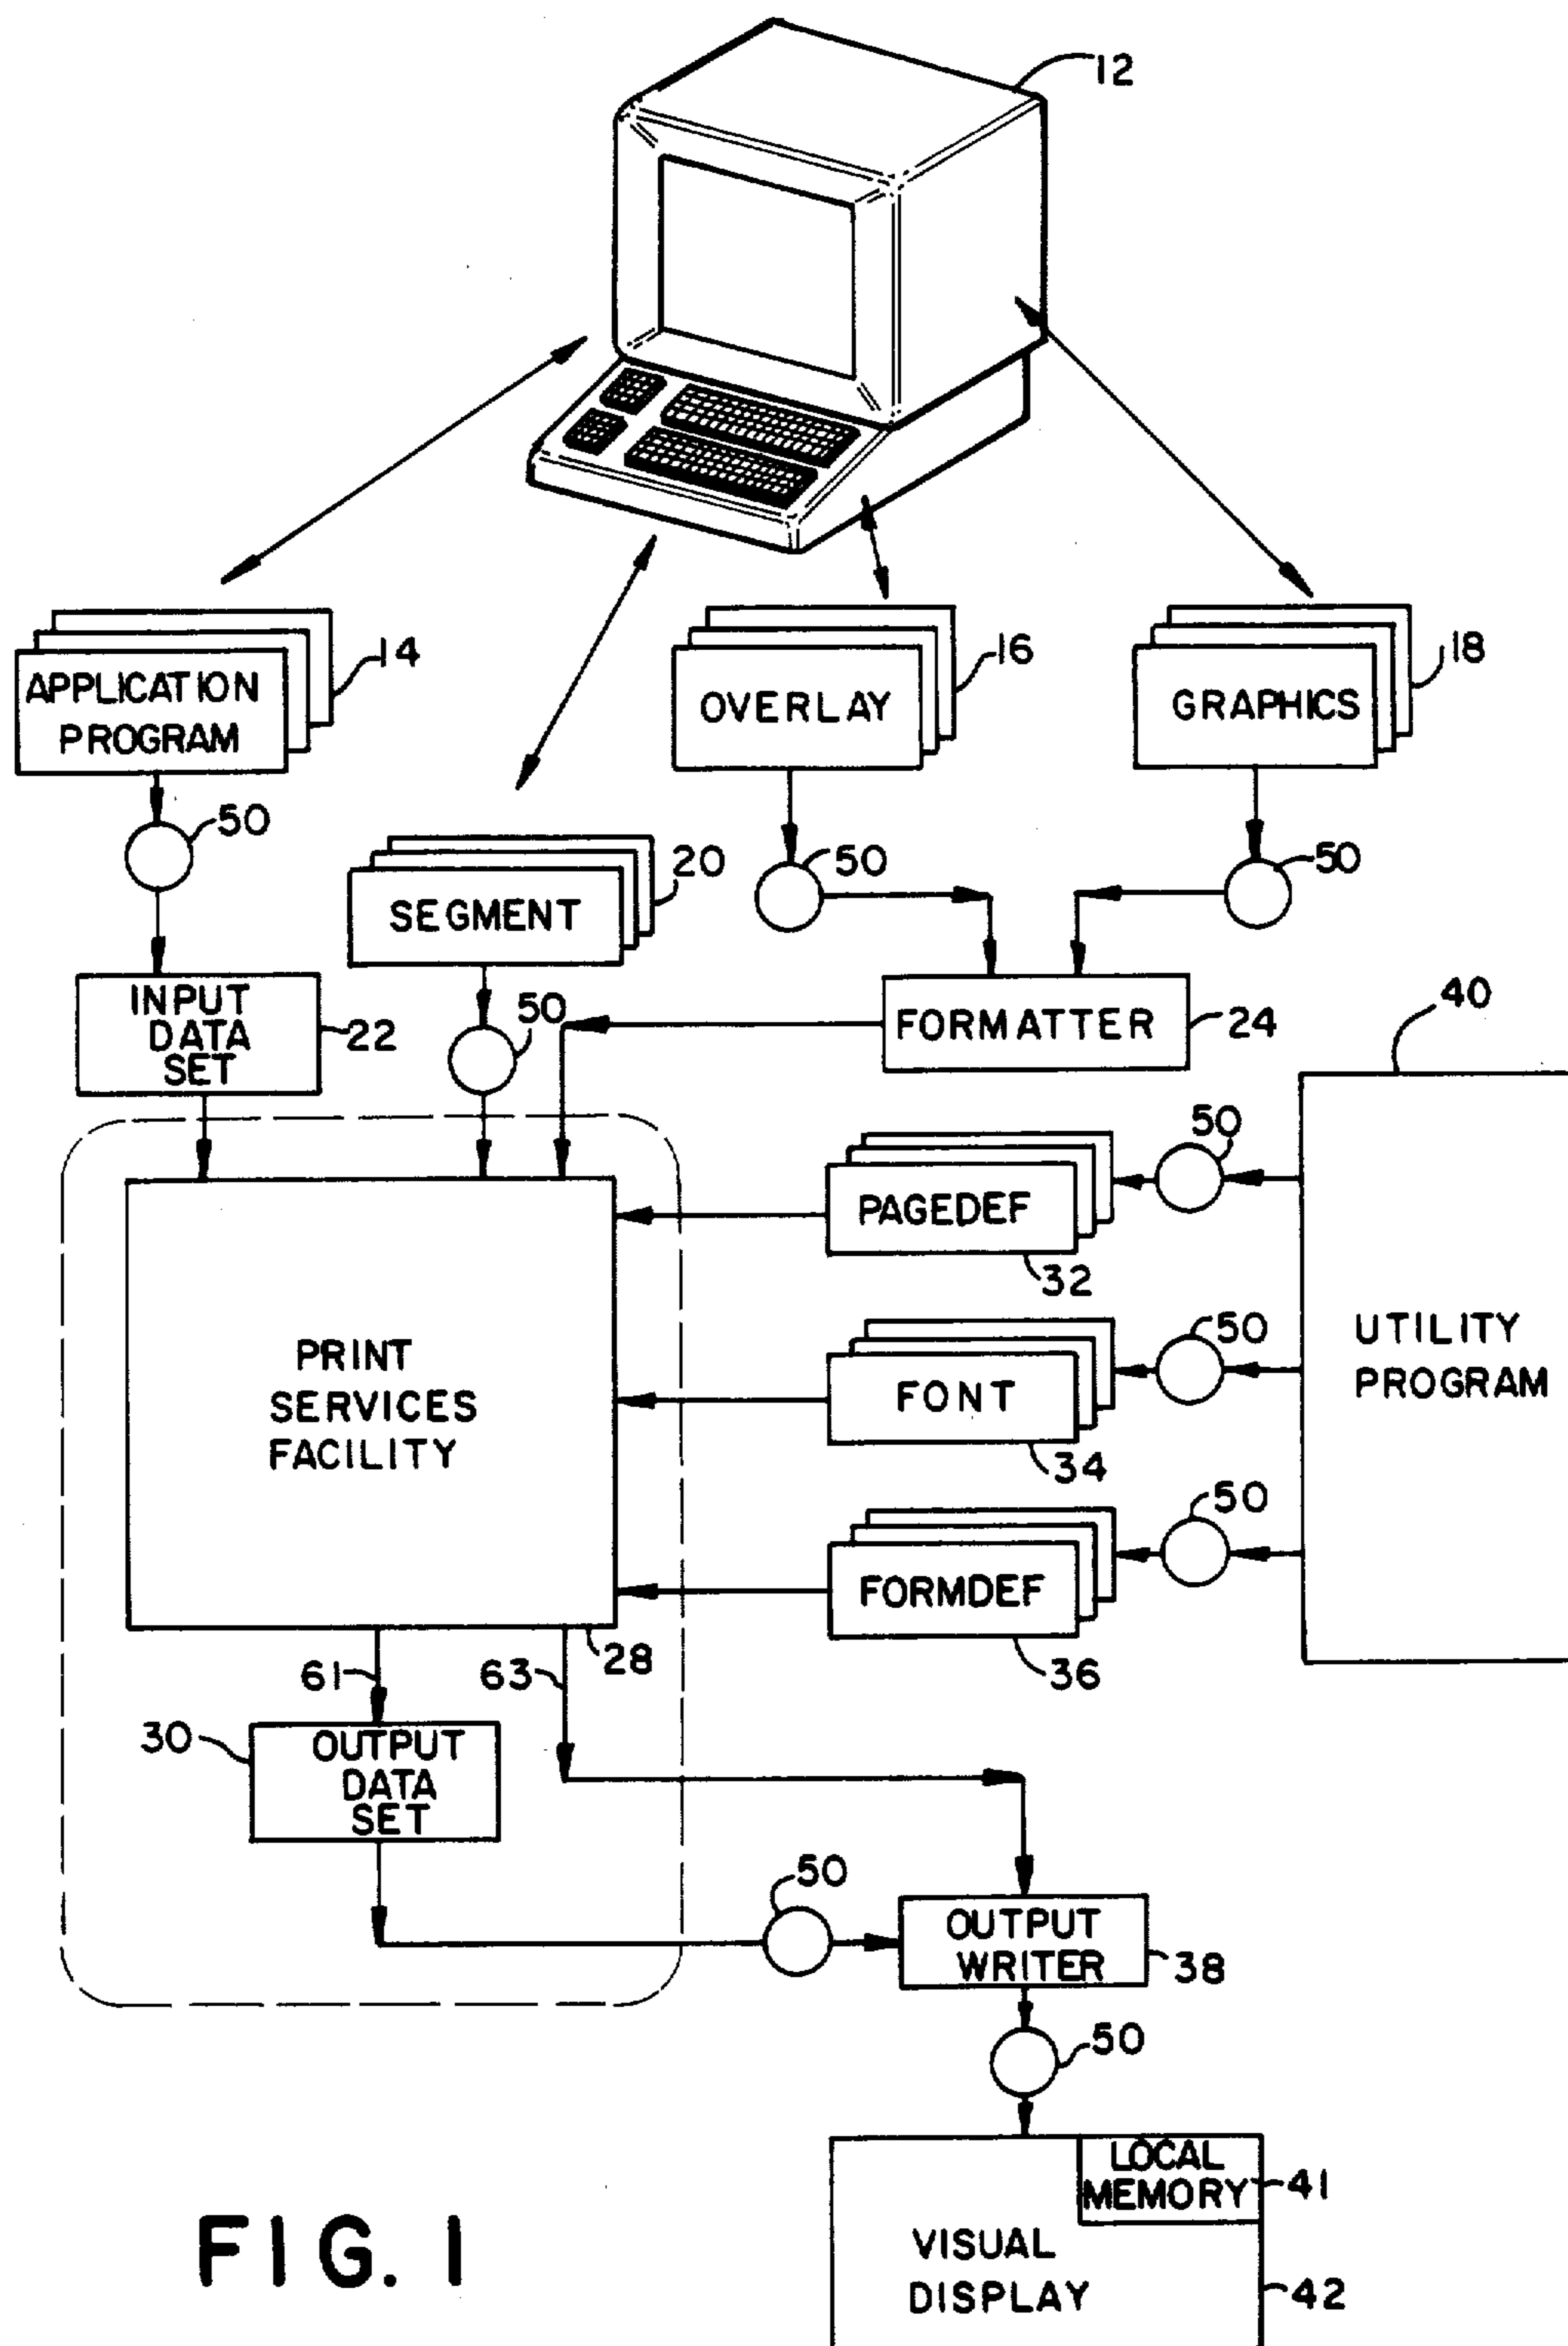 12
14
APPLICATION
PROGRAM
16
OVERLAY
18
GRAPHICS
50
20
SEGMENT
50
50
INPUT
DATA
SET
22
50
FORMATTER
24
40
50
PAGEDEF
32
PRINT
SERVICES
FACILITY
50
FONT
34
UTILITY
PROGRAM
50
FORMDEF
36
28
61
63
30
OUTPUT
DATA
SET
50
OUTPUT
WRITER
38
50
LOCAL
MEMORY
41
VISUAL
DISPLAY
42
FIG. 1